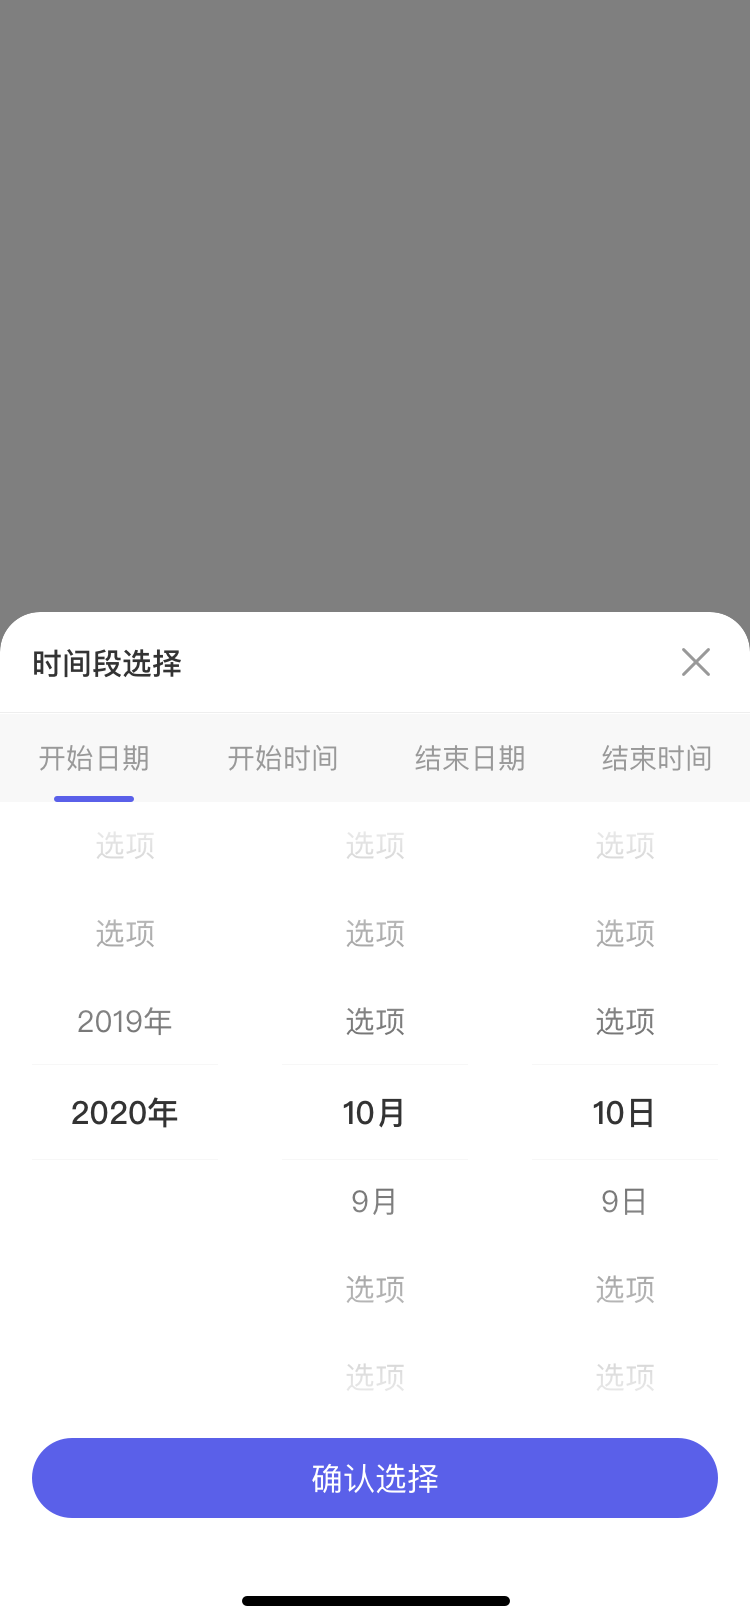 时间段选择
开始日期 开始时间 结束日期 结束时间
选项 选项 选项
选项 选项 选项
2019年 选项 选项
2020年 10月 10日
9月 9日
选项 选项
选项 选项
确认选择